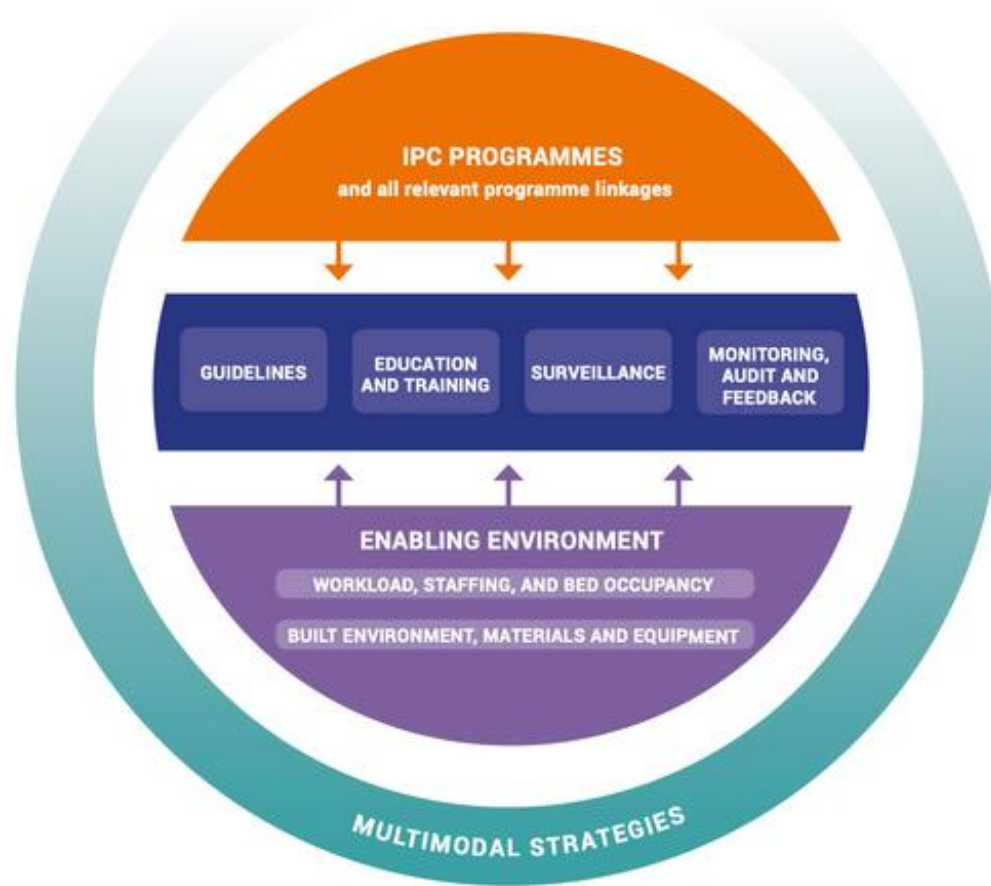 IPC PROGRAMMES
and all relevant programme linkages
GUIDELINES
EDUCATION
AND TRAINING
SURVEILLANCE
MONITORING,
AUDIT AND
FEEDBACK
ENABLING ENVIRONMENT
WORKLOAD, STAFFING, AND BED OCCUPANCY
BUILT ENVIRONMENT, MATERIALS AND EQUIPMENT
MULTIMODAL STRATEGIES